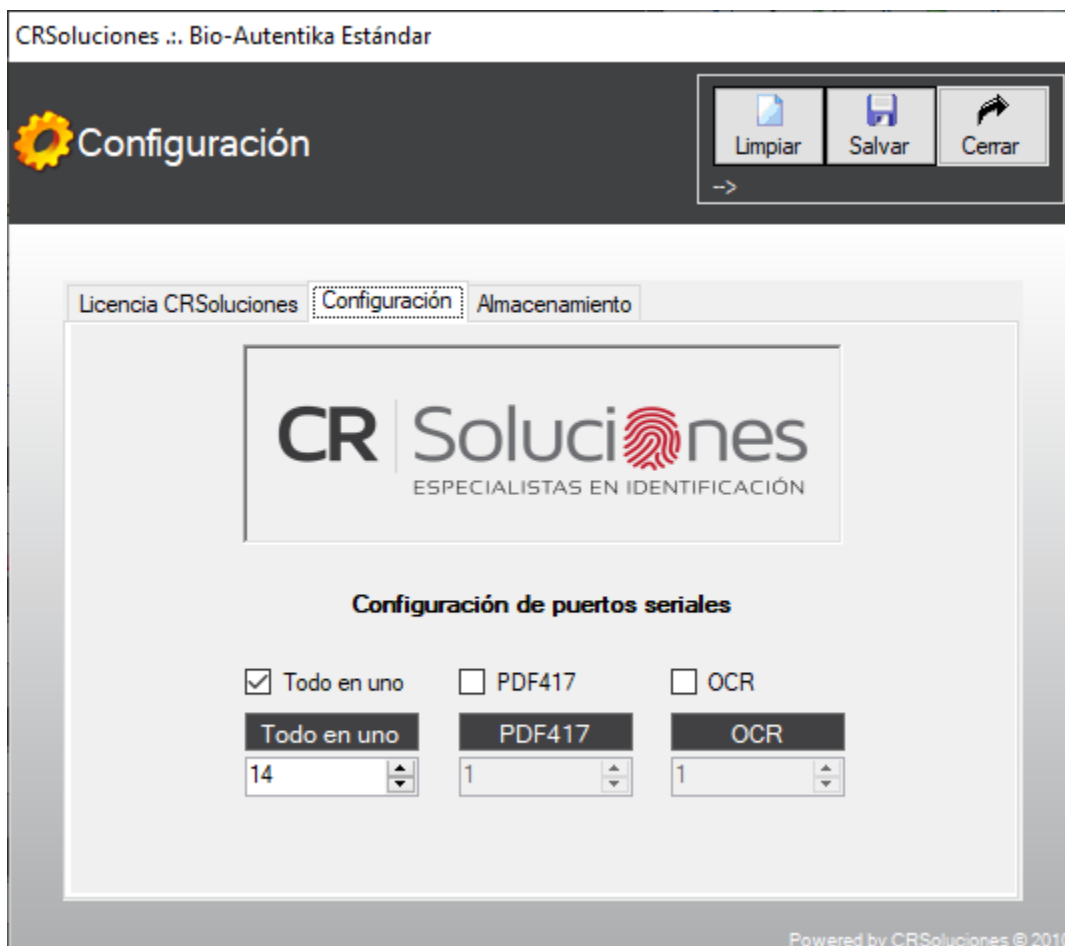 CRSoluciones .:. Bio-Autentika Estándar
Configuración
Limpiar Salvar Cerrar
-->
Licencia CRSoluciones Configuración Almacenamiento
CR Soluciones
ESPECIALISTAS EN IDENTIFICACIÓN
Configuración de puertos seriales
Todo en uno PDF417 OCR
Todo en uno PDF417 OCR
14 1 1
Powered by CRSoluciones © 2010